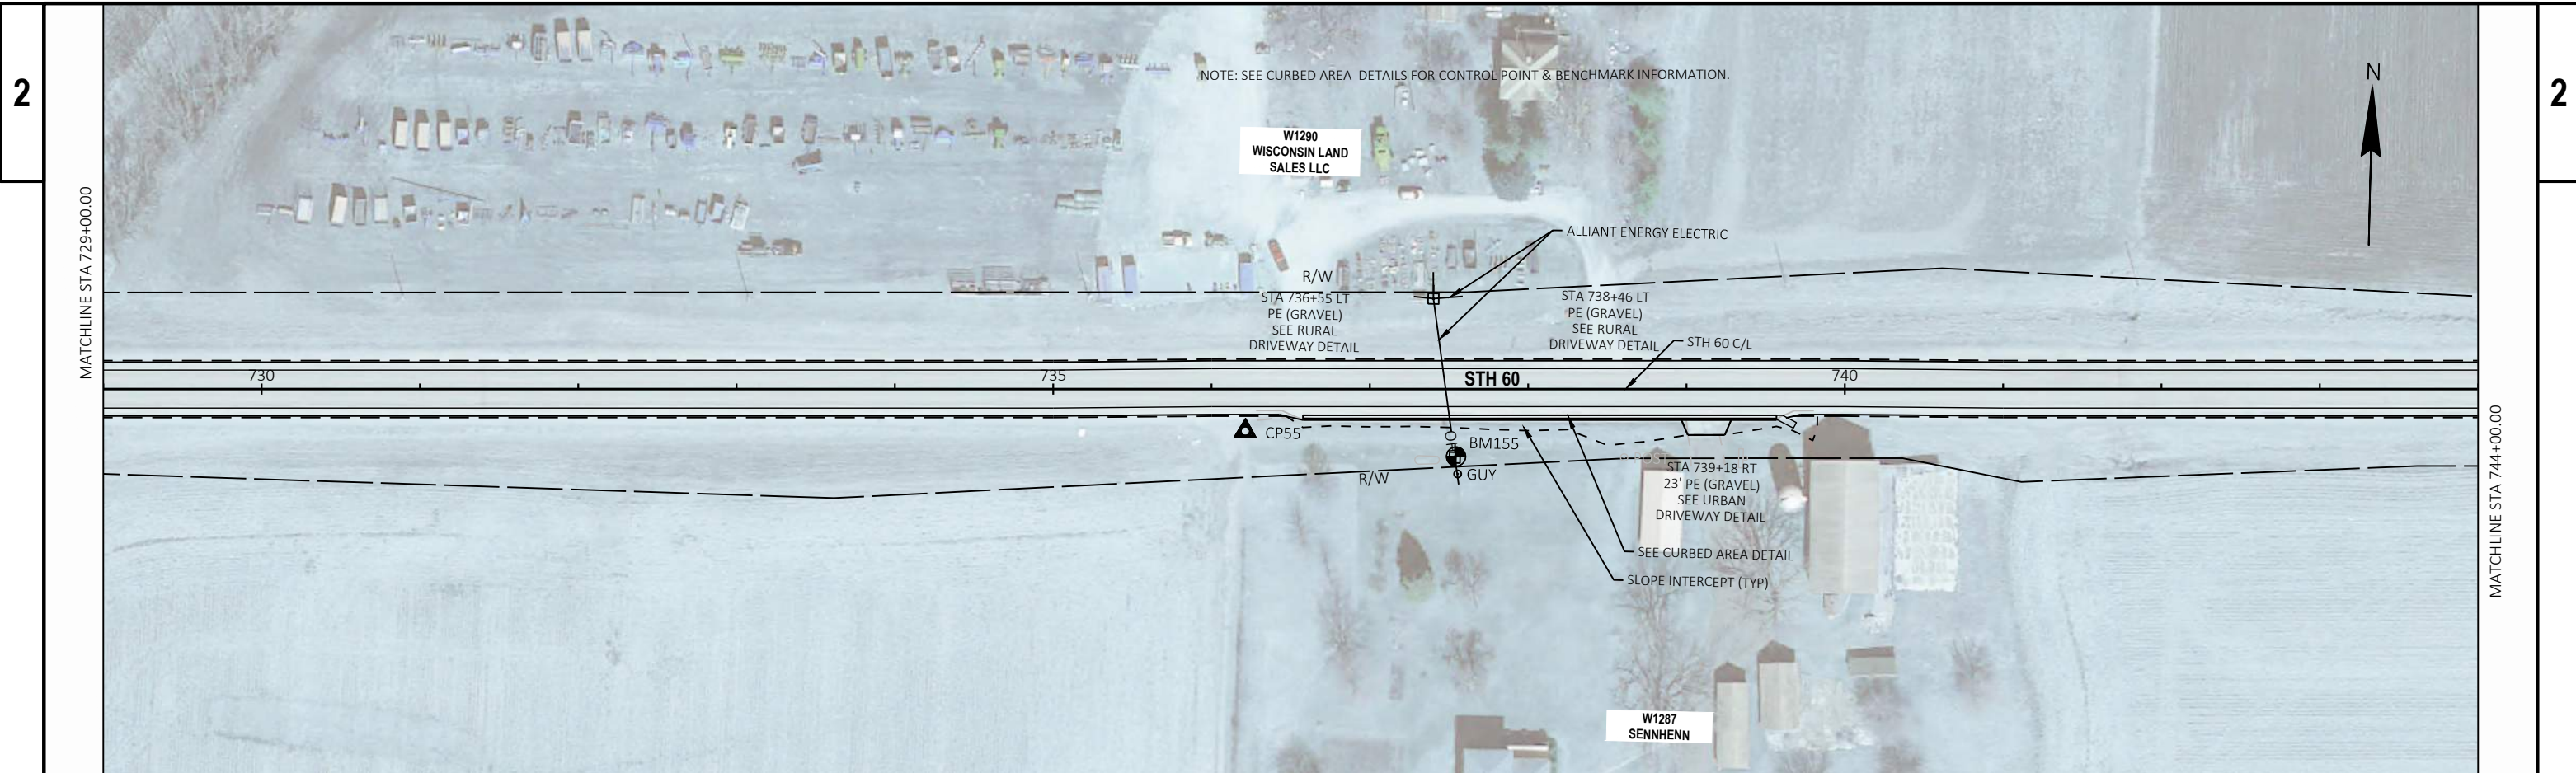 2
2
MATCHLINE STA 729+00.00
NOTE: SEE CURBED AREA DETAILS FOR CONTROL POINT & BENCHMARK INFORMATION.
N
W1290
WISCONSIN LAND
SALES LLC
ALLIANT ENERGY ELECTRIC
R/W
STA 736+55 LT
PE (GRAVEL)
SEE RURAL
DRIVEWAY DETAIL
STA 738+46 LT
PE (GRAVEL)
SEE RURAL
DRIVEWAY DETAIL
STH 60 C/L
730
735
STH 60
740
CP55
BM155
GUY
R/W
STA 739+18 RT
23' PE (GRAVEL)
SEE URBAN
DRIVEWAY DETAIL
SEE CURBED AREA DETAIL
SLOPE INTERCEPT (TYP)
W1287
SENNHENN
MATCHLINE STA 744+00.00